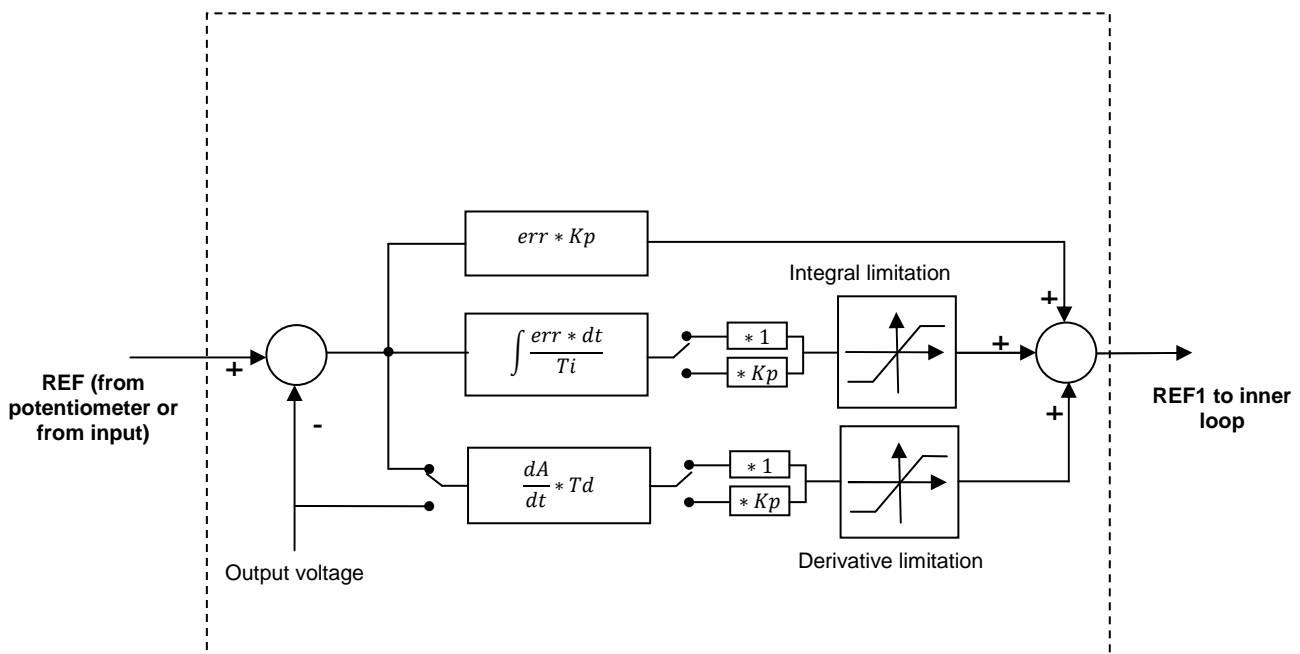 err ∗ Kp
Integral limitation
+
∫ err ∗ dt / Ti
∗ 1
∗ Kp
+
+
REF (from
potentiometer or
from input)
-
+
REF1 to inner
loop
dA / dt ∗ Td
∗ 1
∗ Kp
Output voltage
Derivative limitation